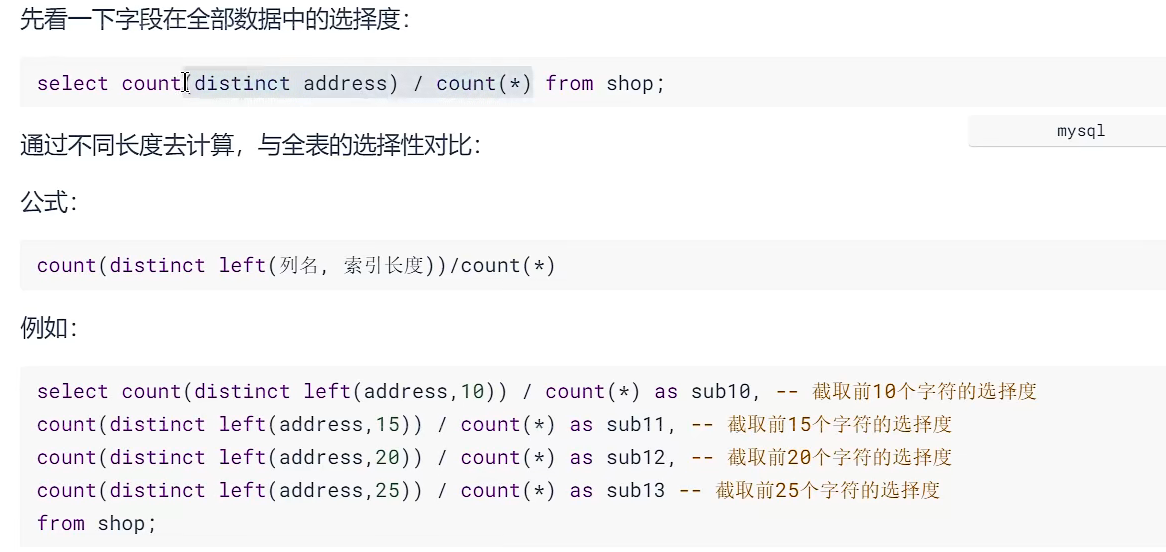 先看一下字段在全部数据中的选择度：
select count(distinct address) / count(*) from shop;
mysql
通过不同长度去计算，与全表的选择性对比：
公式：
count(distinct left(列名, 索引长度))/count(*)
例如：
select count(distinct left(address,10)) / count(*) as sub10, -- 截取前10个字符的选择度
count(distinct left(address,15)) / count(*) as sub11, -- 截取前15个字符的选择度
count(distinct left(address,20)) / count(*) as sub12, -- 截取前20个字符的选择度
count(distinct left(address,25)) / count(*) as sub13 -- 截取前25个字符的选择度
from shop;